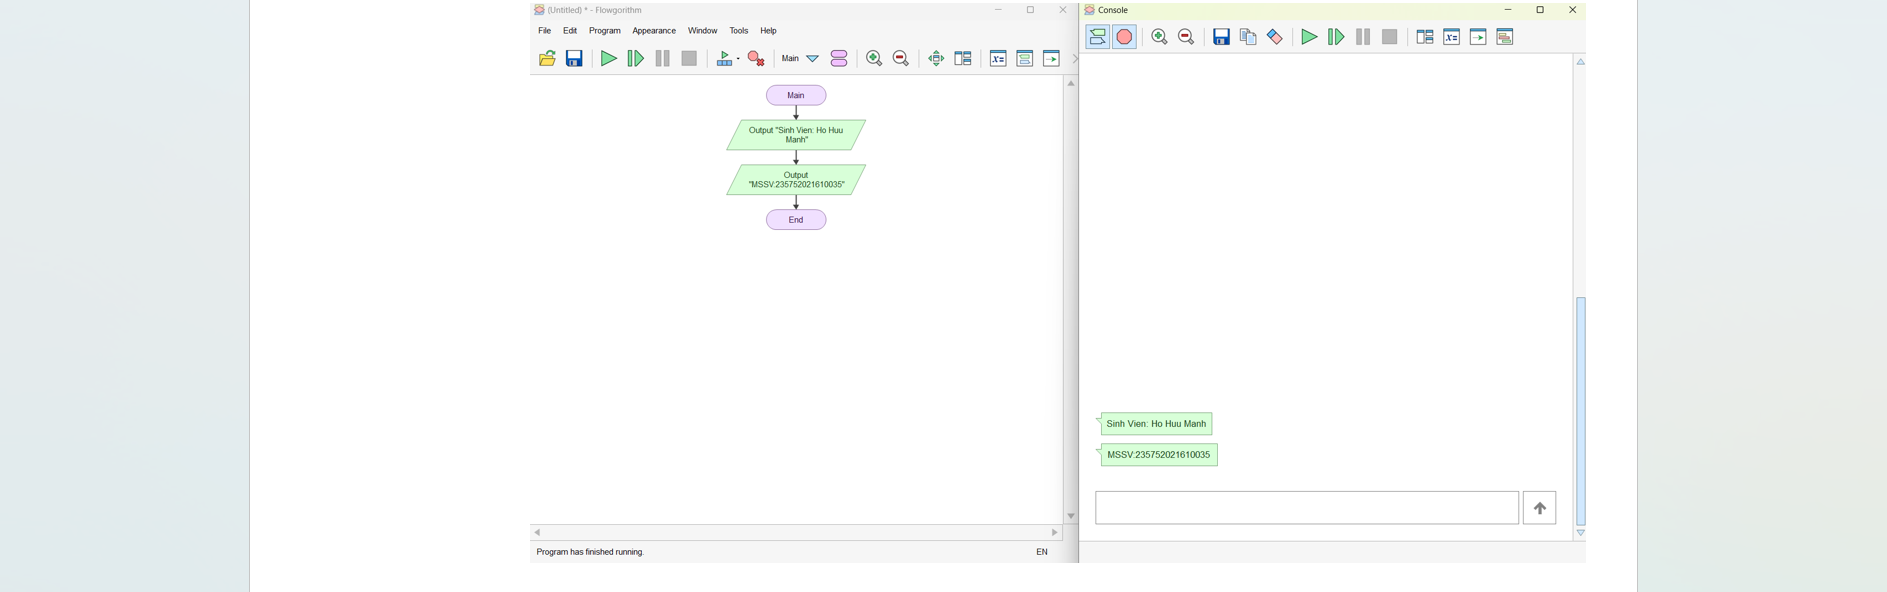 (Untitled) * - Flowgorithm
File Edit Program Appearance Window Tools Help
Main
Main
Output "Sinh Vien: Ho Huu
Manh"
Output
"MSSV:235752021610035"
End
Program has finished running.
EN
Console
Sinh Vien: Ho Huu Manh
MSSV:235752021610035